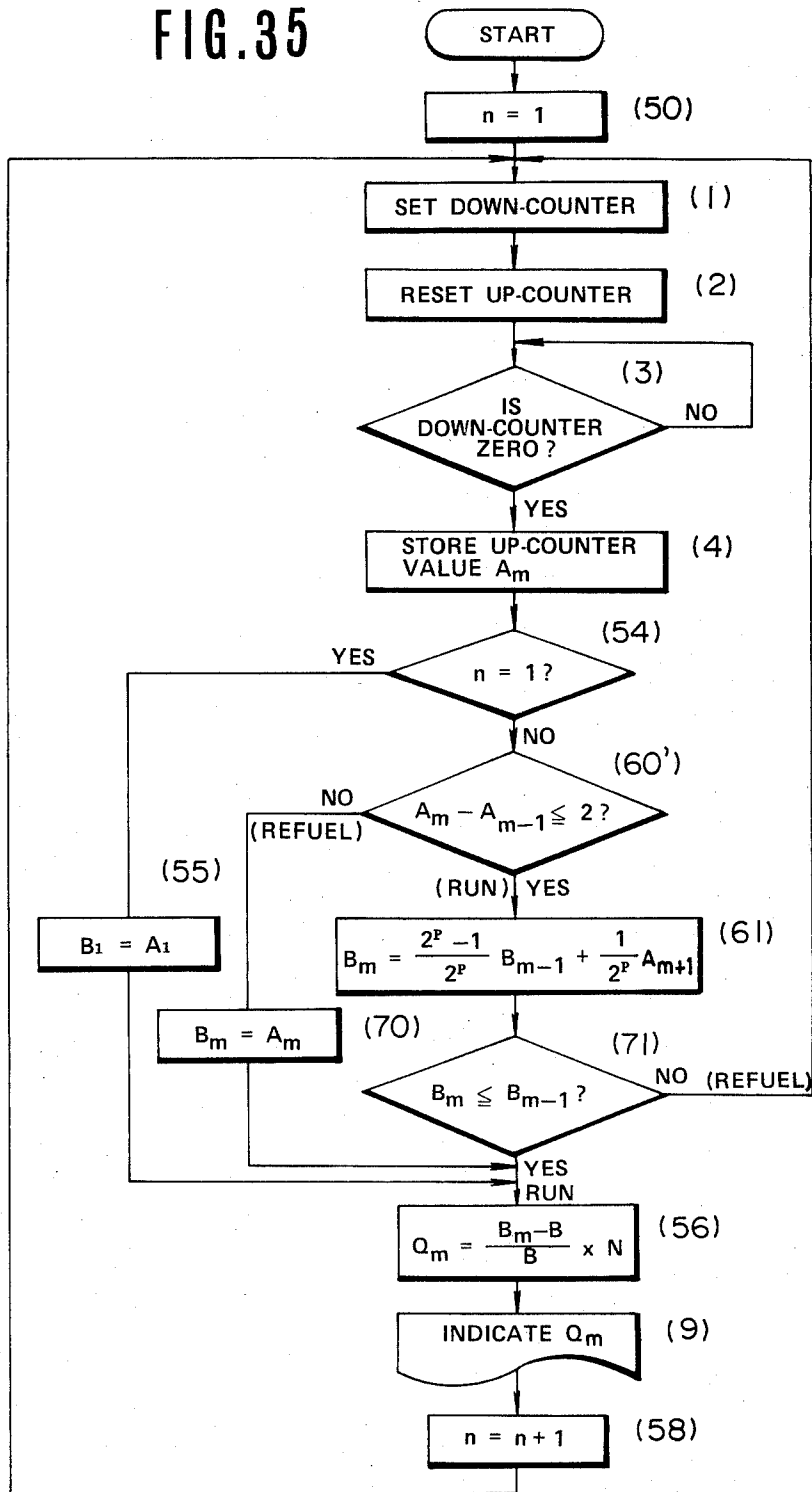 FIG.35
START
n = 1
(50)
SET DOWN-COUNTER
(1)
RESET UP-COUNTER
(2)
(3)
IS
DOWN-COUNTER
ZERO ?
NO
YES
STORE UP-COUNTER
VALUE Am
(4)
(54)
YES
n = 1 ?
NO
(60')
NO
(REFUEL)
Am − Am−1 ≦ 2 ?
(RUN) YES
(55)
B1 = A1
(61)
Bm = 2^P −1 / 2^P Bm−1 + 1 / 2^P Am+1
Bm = Am
(70)
(71)
Bm ≦ Bm−1 ?
NO (REFUEL)
YES
RUN
Qm = Bm−B / B × N
(56)
INDICATE Qm
(9)
n = n+1
(58)